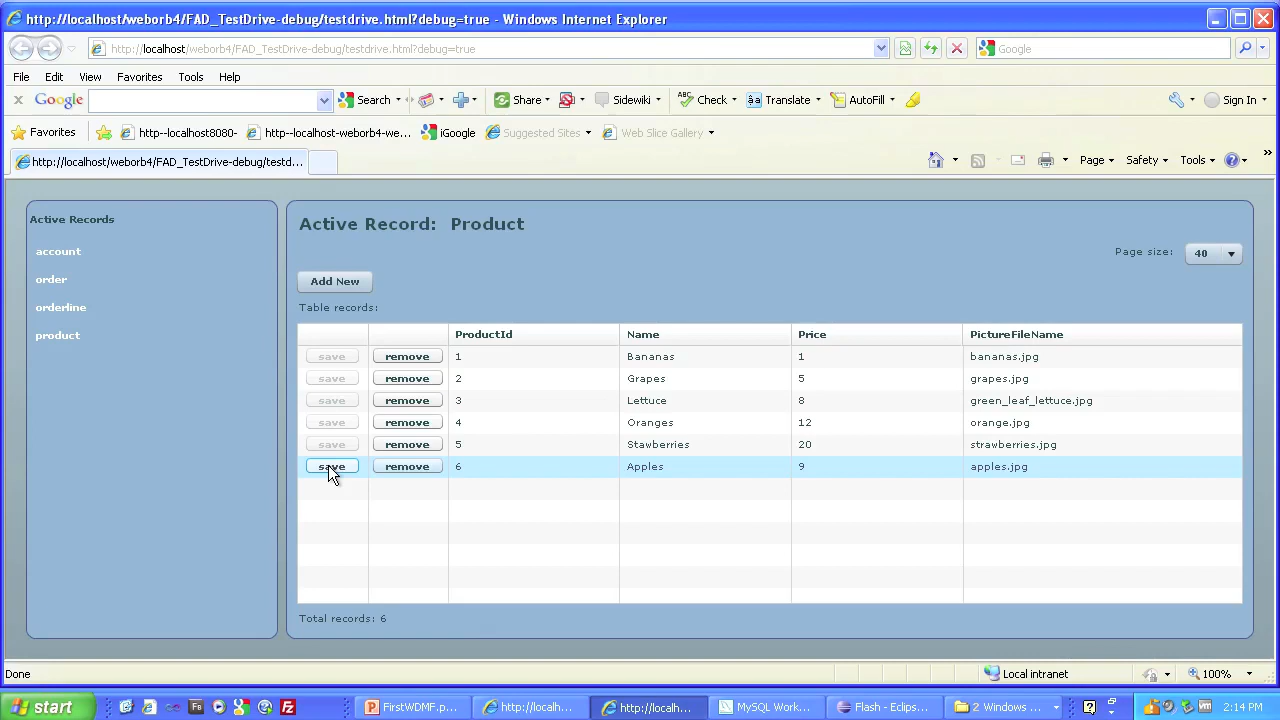 http://localhost/weborb4/FAD_TestDrive-debug/testdrive.html?debug=true - Windows Internet Explorer
http://localhost/weborb4/FAD_TestDrive-debug/testdrive.html?debug=true Google
File Edit View Favorites Tools Help
Google Search Share Sidewiki ABC Check Translate AutoFill Sign In
Favorites http--localhost8080- http--localhost-weborb4-we... iGoogle Suggested Sites Web Slice Gallery
http://localhost/weborb4/FAD_TestDrive-debug/testd... Page Safety Tools
Active Records
account
order
orderline
product
Active Record: Product
Page size: 40
Add New
Table records:
ProductId Name Price PictureFileName
save remove 1 Bananas 1 bananas.jpg
save remove 2 Grapes 5 grapes.jpg
save remove 3 Lettuce 8 green_leaf_lettuce.jpg
save remove 4 Oranges 12 orange.jpg
save remove 5 Stawberries 20 strawberries.jpg
save remove 6 Apples 9 apples.jpg
Total records: 6
Done Local intranet 100%
start FirstWDMF.p... http://localh... http://localh... MySQL Work... Flash - Eclips... 2 Windows ... 2:14 PM